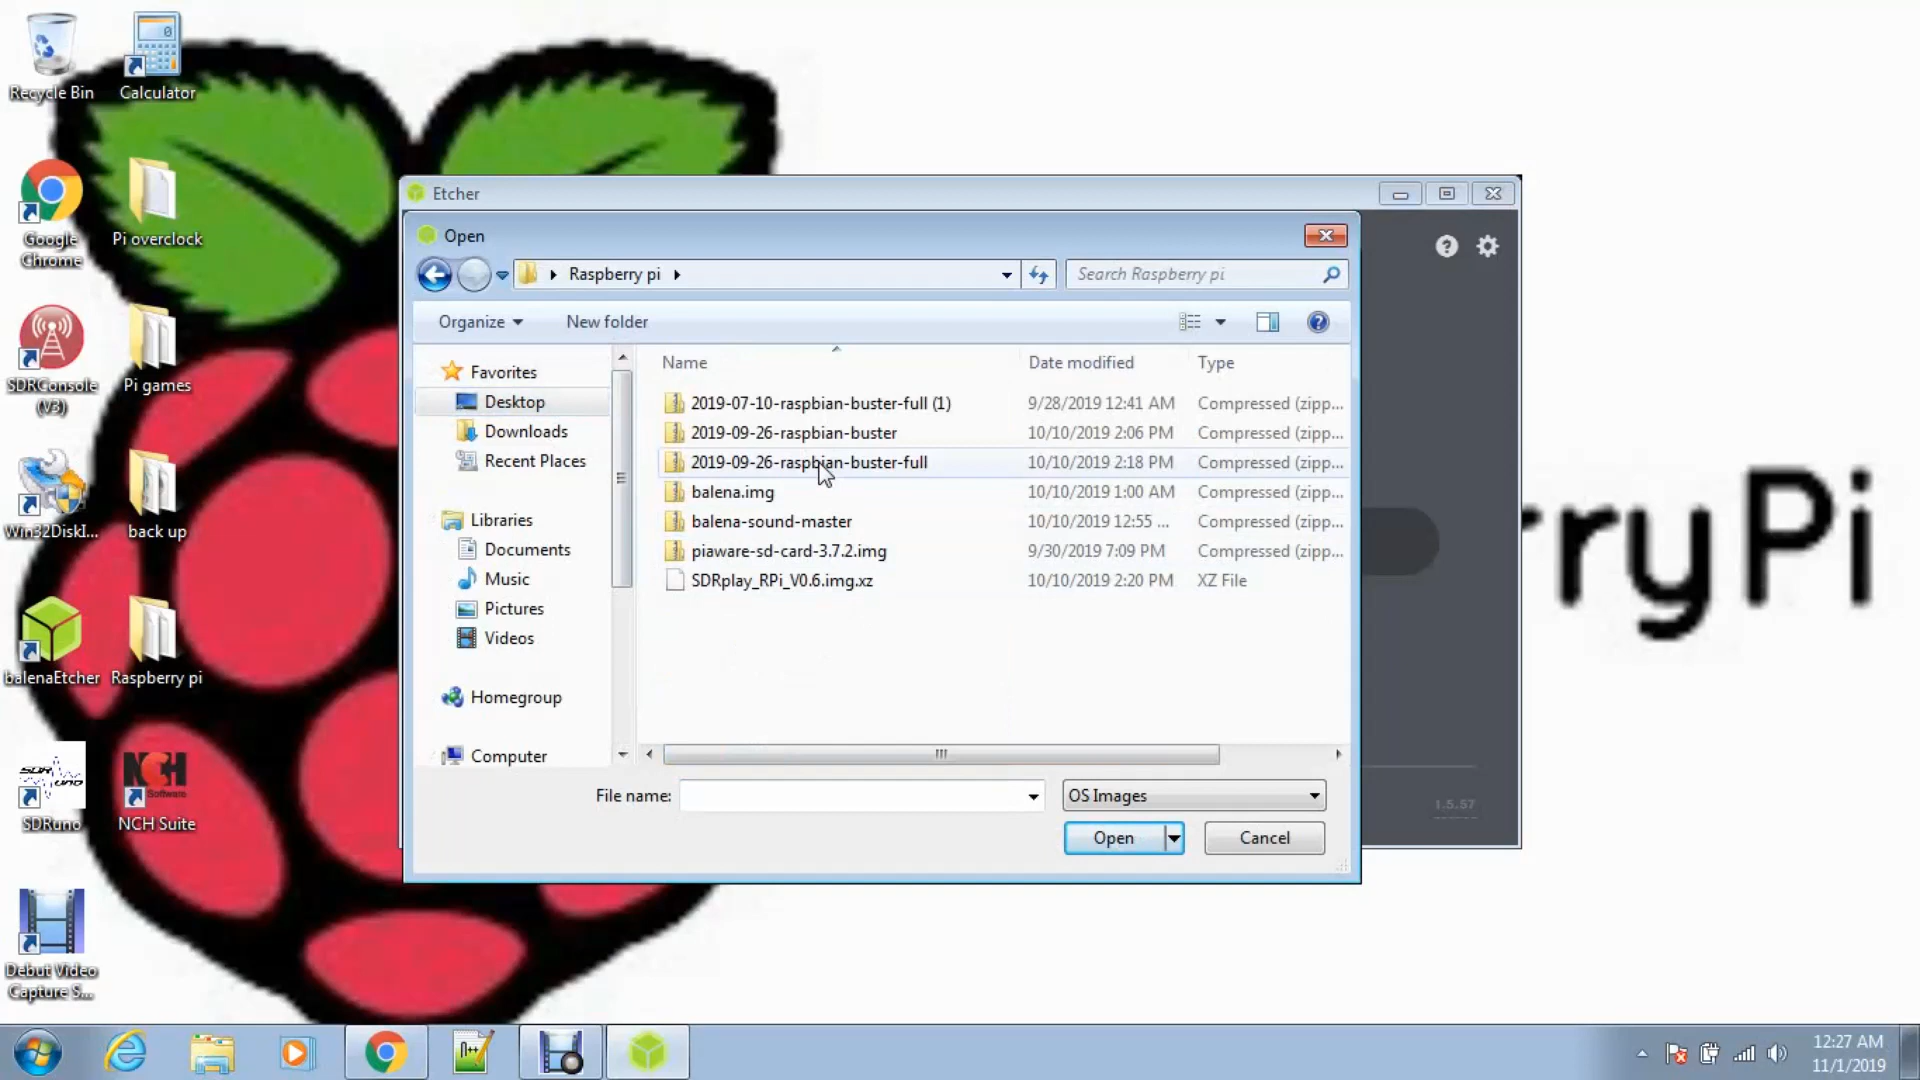 Recycle Bin
Calculator
Google
Chrome
Pi overclock
SDRConsole
(V3)
Pi games
Win32DiskI...
back up
balenaEtcher
Raspberry pi
SDRuno
NCH Suite
NCH
Software
Debut Video
Capture S...
rryPi
Etcher
Open
Raspberry pi
Search Raspberry pi
Organize
New folder
Favorites
Desktop
Downloads
Recent Places
Libraries
Documents
Music
Pictures
Videos
Homegroup
Computer
Name Date modified Type
2019-07-10-raspbian-buster-full (1) 9/28/2019 12:41 AM Compressed (zipp...
2019-09-26-raspbian-buster 10/10/2019 2:06 PM Compressed (zipp...
2019-09-26-raspbian-buster-full 10/10/2019 2:18 PM Compressed (zipp...
balena.img 10/10/2019 1:00 AM Compressed (zipp...
balena-sound-master 10/10/2019 12:55 ... Compressed (zipp...
piaware-sd-card-3.7.2.img 9/30/2019 7:09 PM Compressed (zipp...
SDRplay_RPi_V0.6.img.xz 10/10/2019 2:20 PM XZ File
File name:
OS Images
Open
Cancel
1.5.57
12:27 AM
11/1/2019